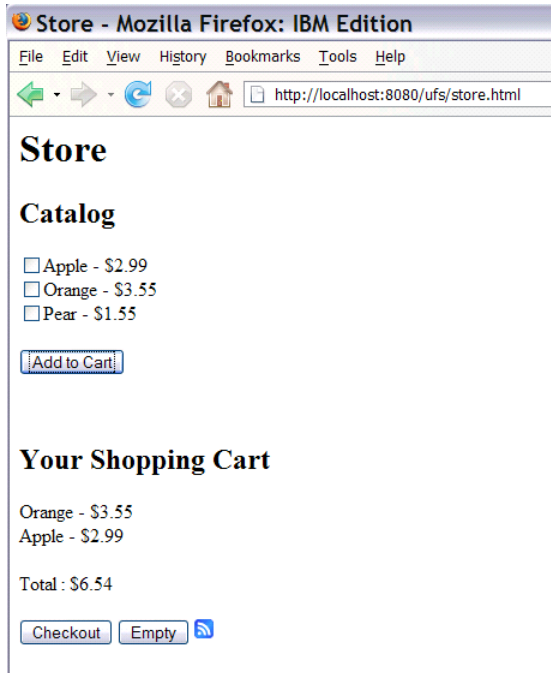 Store - Mozilla Firefox: IBM Edition
File Edit View History Bookmarks Tools Help
http://localhost:8080/ufs/store.html
Store
Catalog
Apple - $2.99
Orange - $3.55
Pear - $1.55
Add to Cart
Your Shopping Cart
Orange - $3.55
Apple - $2.99
Total : $6.54
Checkout Empty